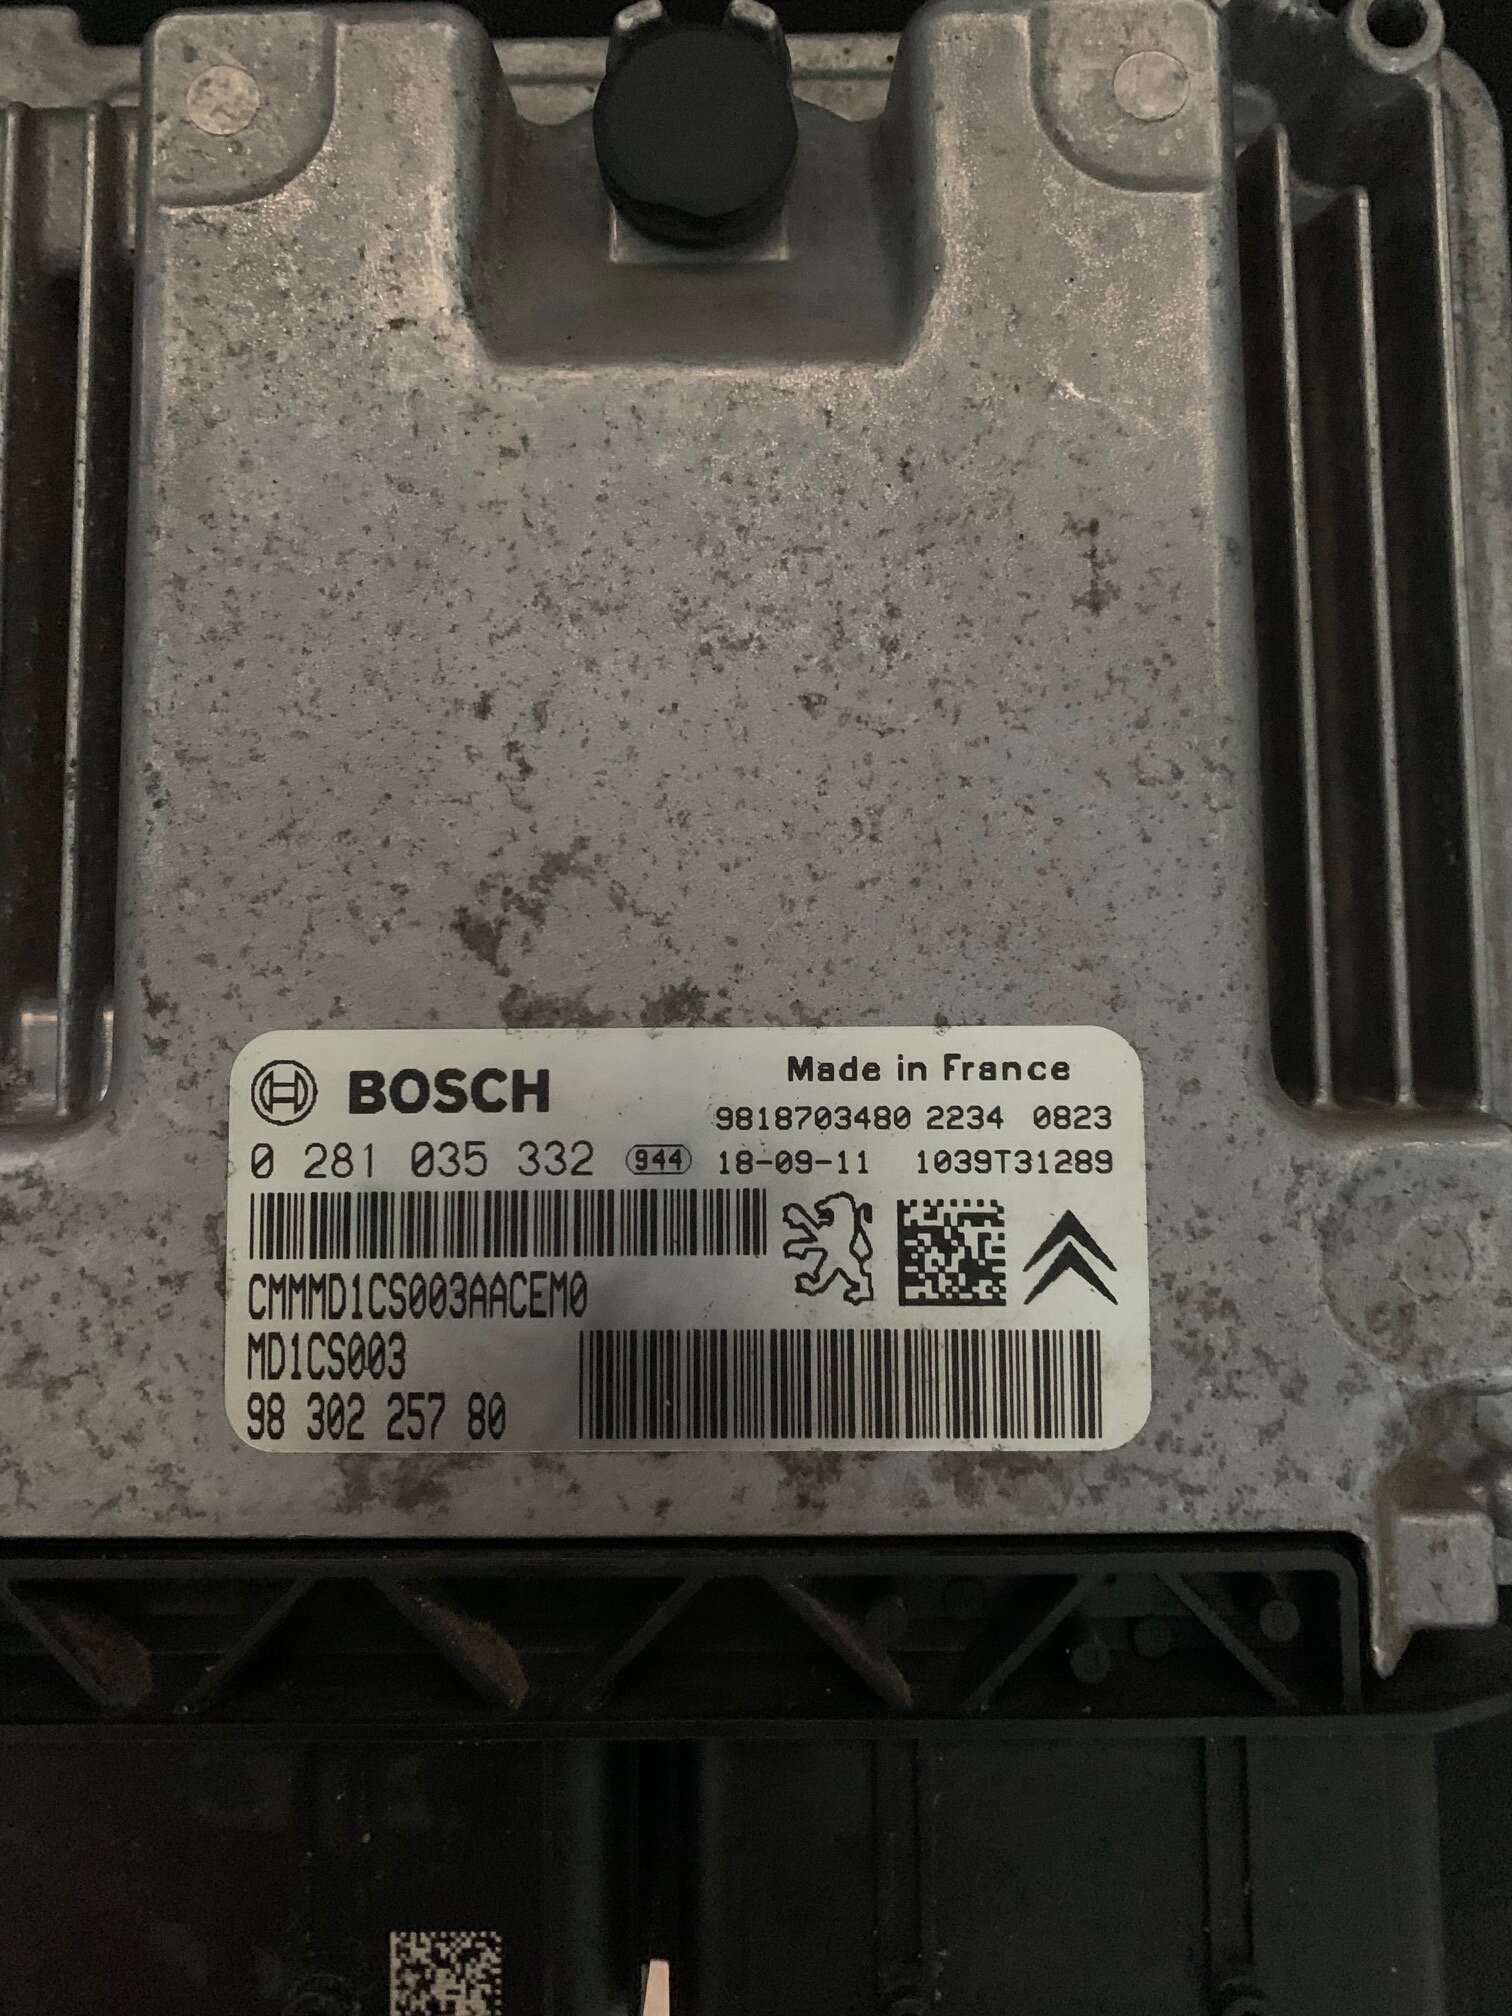 BOSCH
Made in France
9818703480 2234 0823
0 281 035 332 944 18-09-11 1039T31289
CMMMD1CS003AACEM0
MD1CS003
98 302 257 80